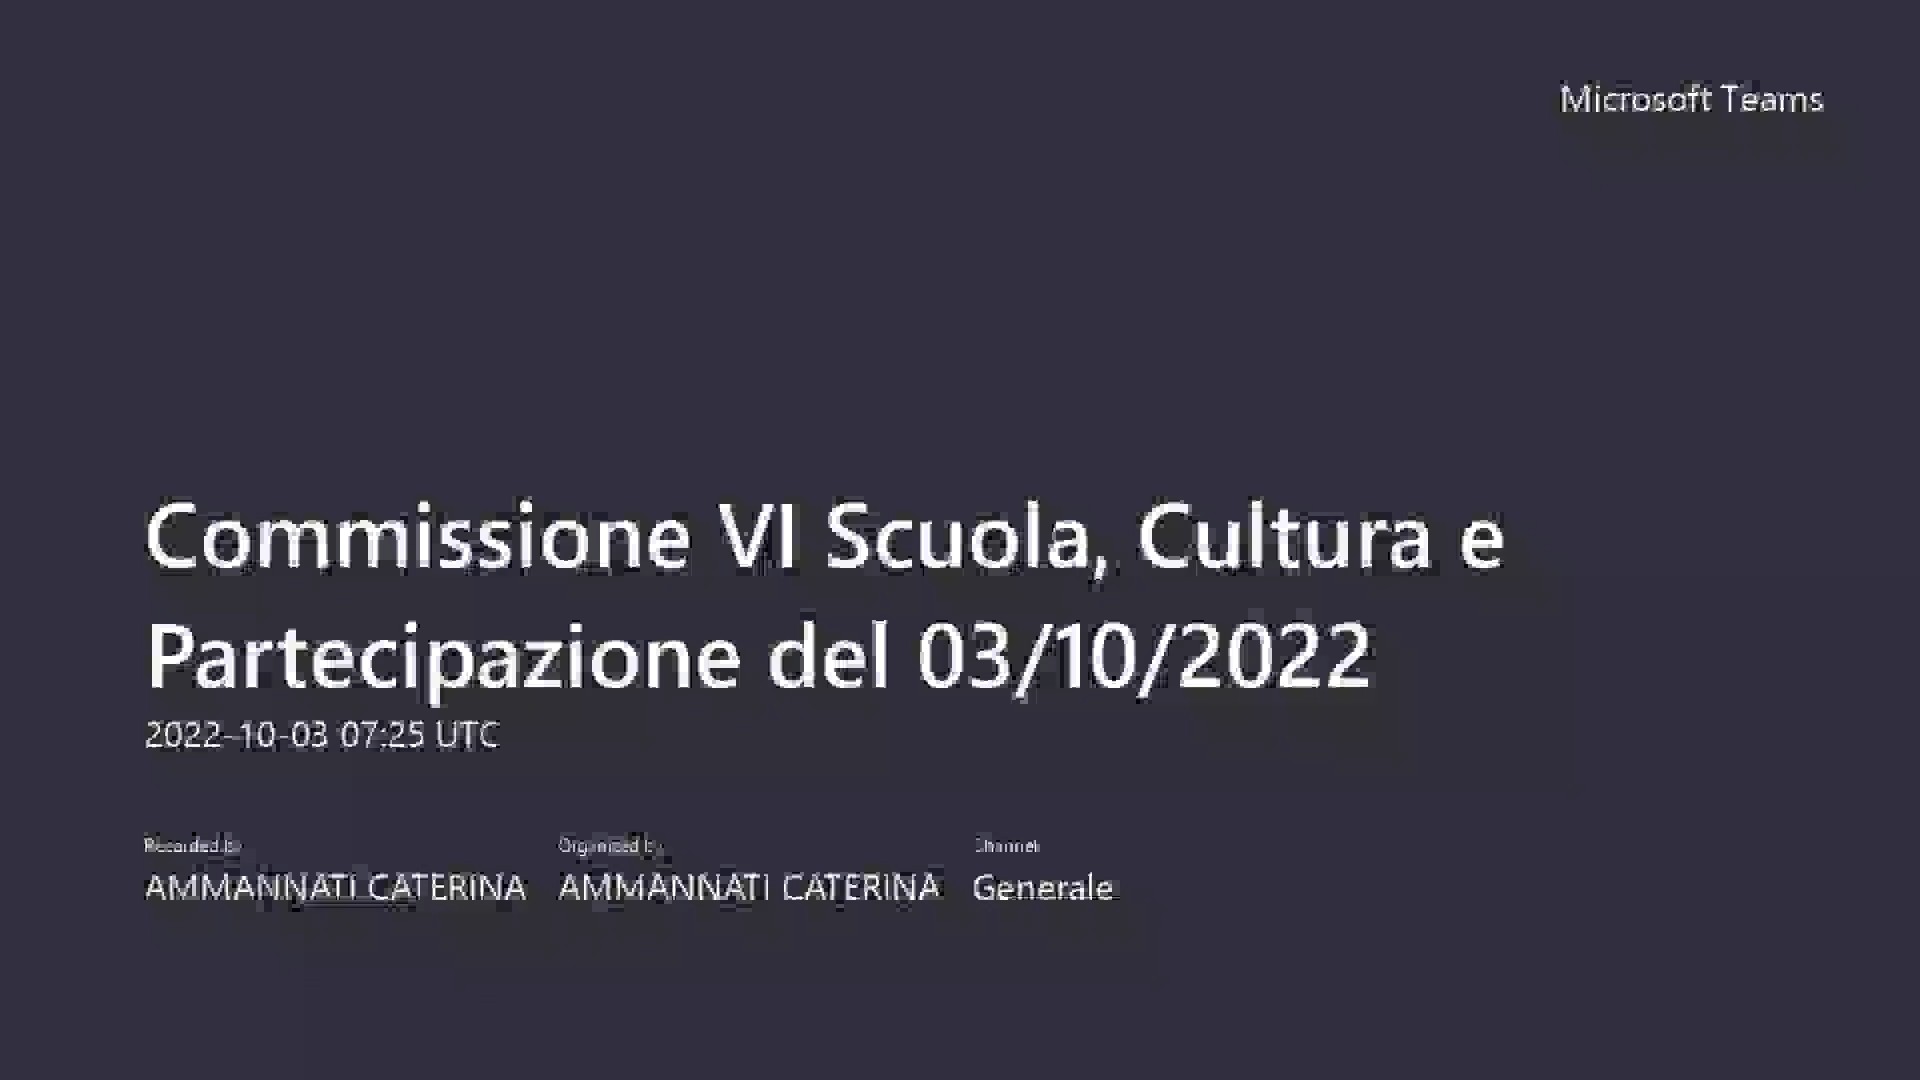 Microsoft Teams
Commissione VI Scuola, Cultura e
Partecipazione del 03/10/2022
2022-10-03 07:25 UTC
Recorded by Organized by Channel
AMMANNATI CATERINA AMMANNATI CATERINA Generale